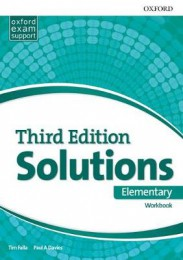 OXFORD
oxford
exam
support
Third Edition
Solutions
Elementary
Workbook
Tim Falla Paul A Davies